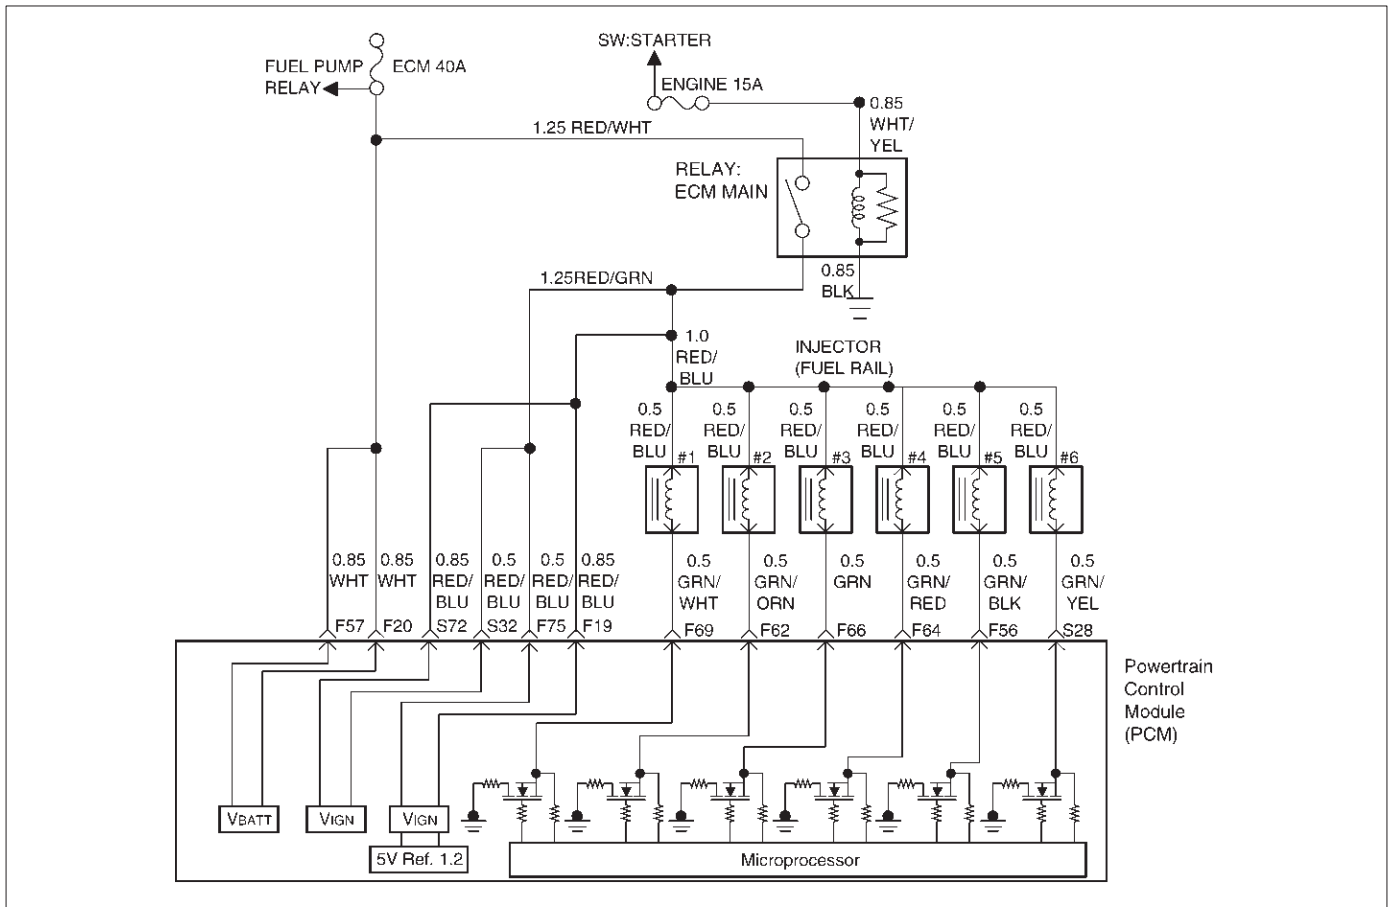 SW:STARTER
FUEL PUMP
RELAY
ECM 40A
ENGINE 15A
0.85
WHT/
YEL
1.25 RED/WHT
RELAY:
ECM MAIN
0.85
BLK
1.25RED/GRN
1.0
RED/
BLU
INJECTOR
(FUEL RAIL)
0.5
RED/
BLU
0.5
RED/
BLU
0.5
RED/
BLU
0.5
RED/
BLU
0.5
RED/
BLU
0.5
RED/
BLU
#1
#2
#3
#4
#5
#6
0.85
WHT
0.85
WHT
0.85
RED/
BLU
0.5
RED/
BLU
0.5
RED/
BLU
0.85
RED/
BLU
0.5
GRN/
WHT
0.5
GRN/
ORN
0.5
GRN
0.5
GRN/
RED
0.5
GRN/
BLK
0.5
GRN/
YEL
F57
F20
S72
S32
F75
F19
F69
F62
F66
F64
F56
S28
Powertrain
Control
Module
(PCM)
VBATT
VIGN
VIGN
5V Ref. 1.2
Microprocessor